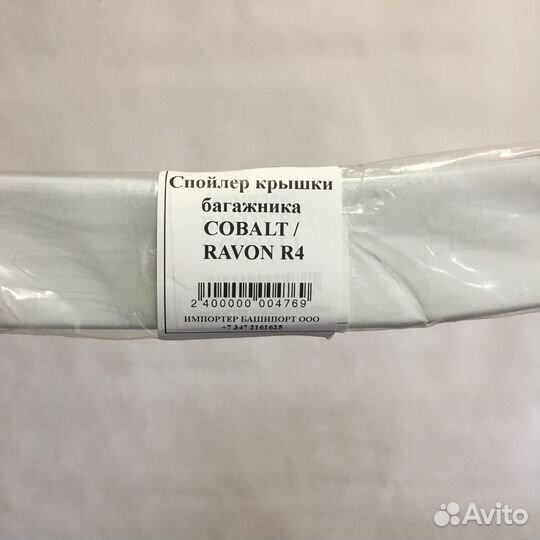 Спойлер крышки
багажника
COBALT /
RAVON R4
2 400000 004769
ИМПОРТЕР БАШИПОРТ ООО
+7 347 2161625
Avito